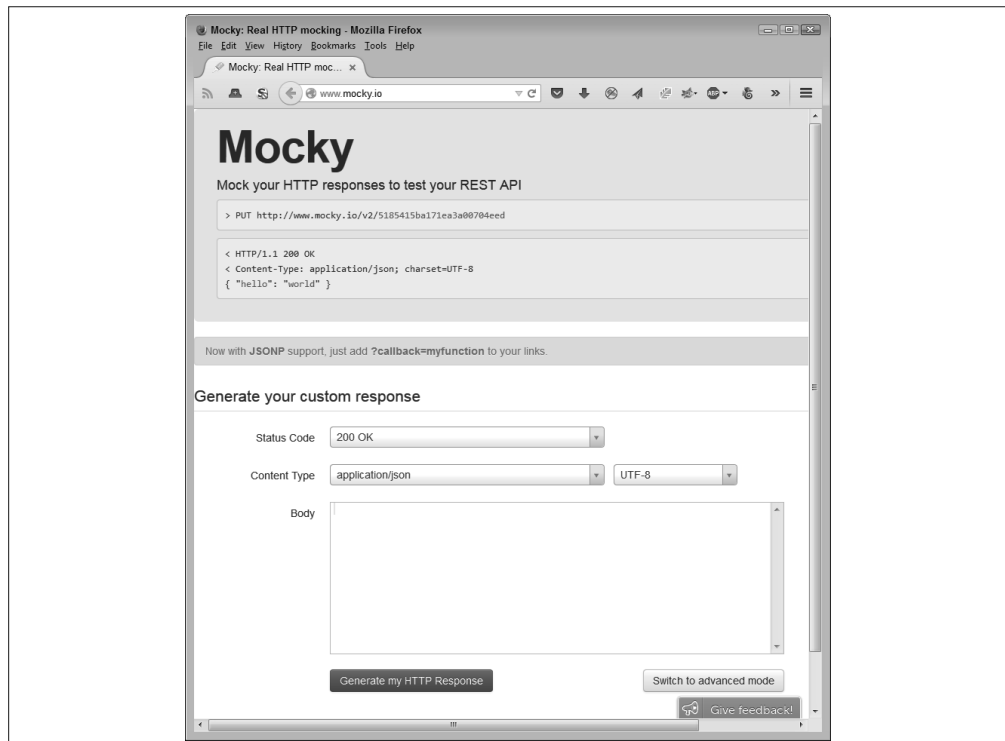 Mocky: Real HTTP mocking - Mozilla Firefox
File Edit View History Bookmarks Tools Help
Mocky: Real HTTP moc... ×
www.mocky.io
ABP
Mocky
Mock your HTTP responses to test your REST API
> PUT http://www.mocky.io/v2/5185415ba171ea3a00704eed
< HTTP/1.1 200 OK
< Content-Type: application/json; charset=UTF-8
{ "hello": "world" }
Now with JSONP support, just add ?callback=myfunction to your links.
Generate your custom response
Status Code 200 OK
Content Type application/json UTF-8
Body
Generate my HTTP Response Switch to advanced mode
Give feedback!